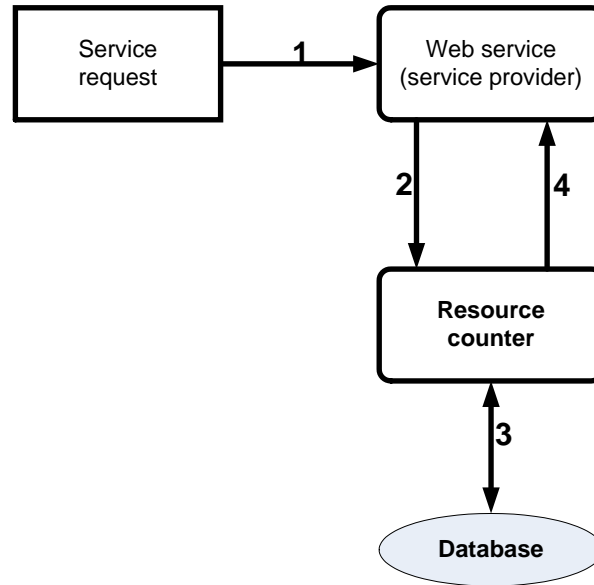 Service
request
1
Web service
(service provider)
2
4
Resource
counter
3
Database